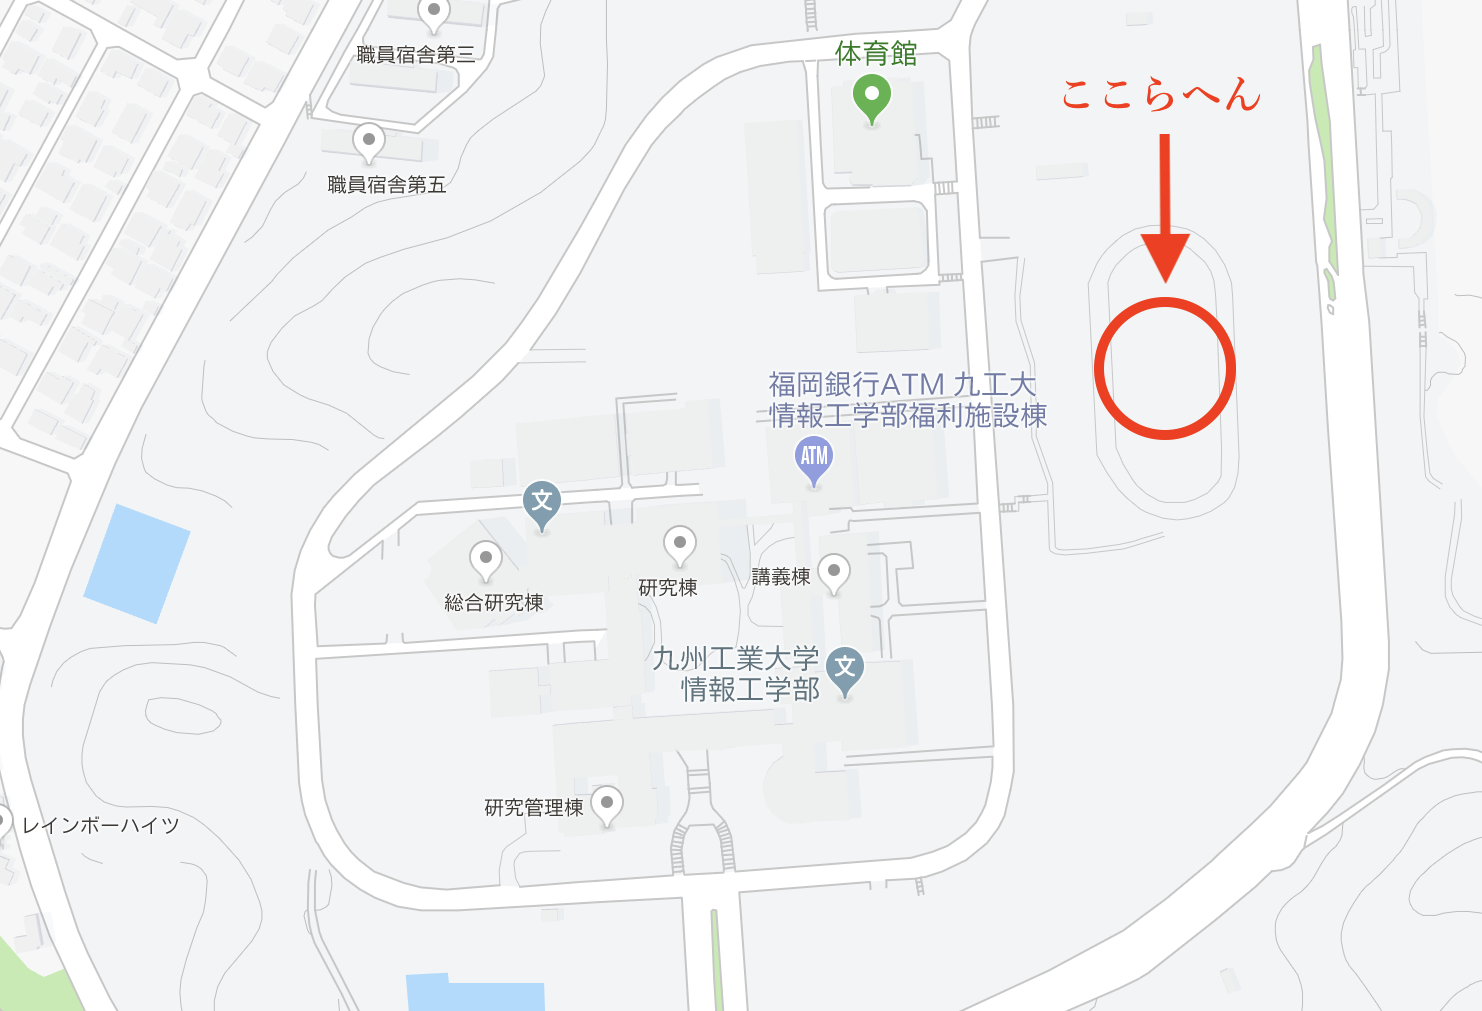 職員宿舎第三
体育館
ここらへん
職員宿舎第五
福岡銀行ATM 九工大
情報工学部福利施設棟
ATM
文
総合研究棟
研究棟
講義棟
九州工業大学
情報工学部
文
研究管理棟
レインボーハイツ